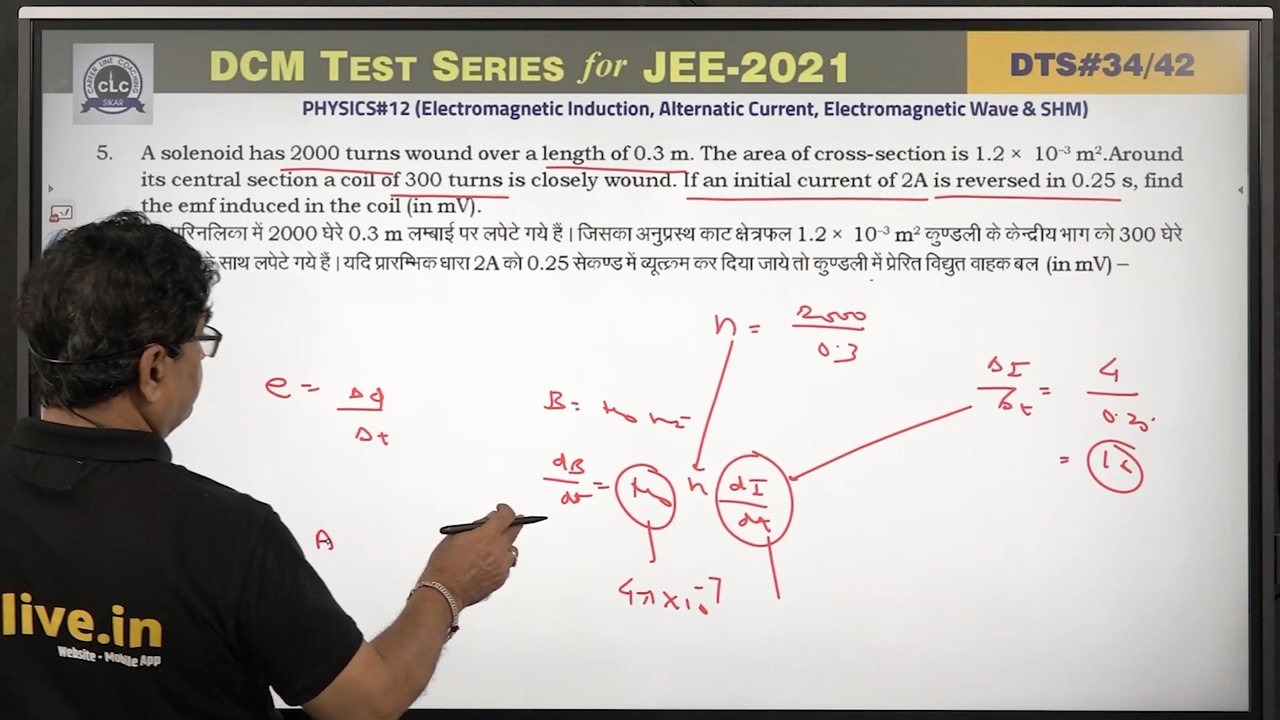 DCM TEST SERIES for JEE-2021
DTS#34/42
CAREER LINE COACHING
CLC
SIKAR
PHYSICS#12 (Electromagnetic Induction, Alternatic Current, Electromagnetic Wave & SHM)
5. A solenoid has 2000 turns wound over a length of 0.3 m. The area of cross-section is 1.2 × 10⁻³ m².Around
its central section a coil of 300 turns is closely wound. If an initial current of 2A is reversed in 0.25 s, find
the emf induced in the coil (in mV).
परिनलिका में 2000 घेरे 0.3 m लम्बाई पर लपेटे गये हैं। जिसका अनुप्रस्थ काट क्षेत्रफल 1.2 × 10⁻³ m² कुण्डली के केन्द्रीय भाग को 300 घेरे
के साथ लपेटे गये हैं। यदि प्रारम्भिक धारा 2A को 0.25 सेकण्ड में व्यूत्क्रम कर दिया जाये तो कुण्डली में प्रेरित विद्युत वाहक बल (in mV) –
n = 2000
0.3
e = Δϕ
Δt
B = μ₀ n I
ΔI
Δt = 4
0.25
dB
dt = μ₀ n dI
dt
A
4π × 10⁻⁷
live.in
Website - Mobile App